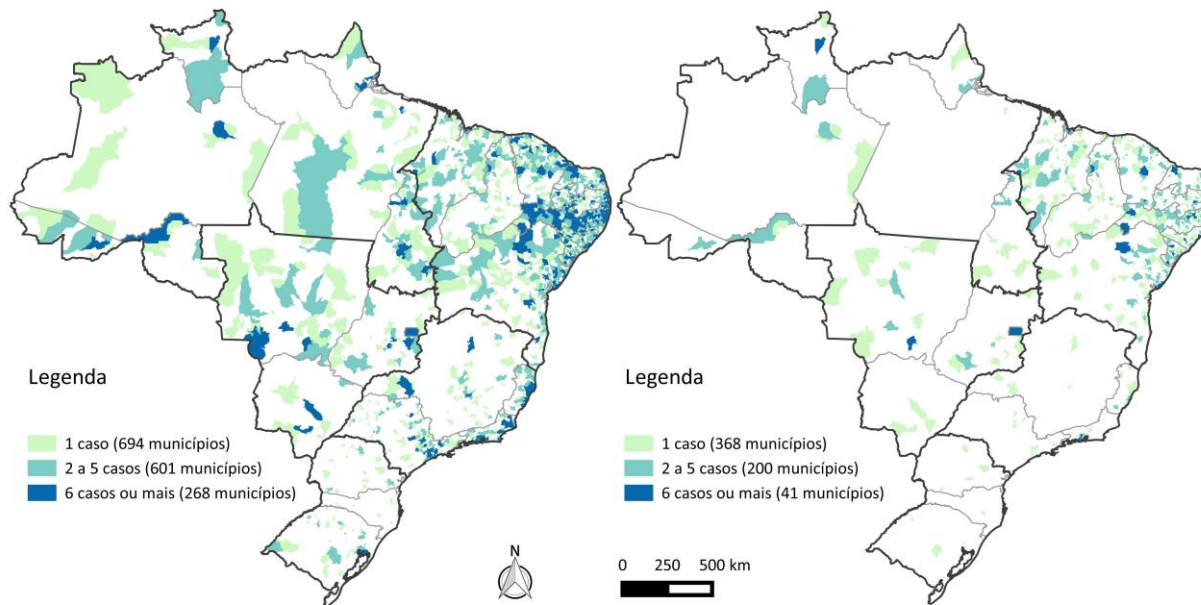 Legenda
1 caso (694 municípios)
2 a 5 casos (601 municípios)
6 casos ou mais (268 municípios)
N
Legenda
1 caso (368 municípios)
2 a 5 casos (200 municípios)
6 casos ou mais (41 municípios)
0 250 500 km